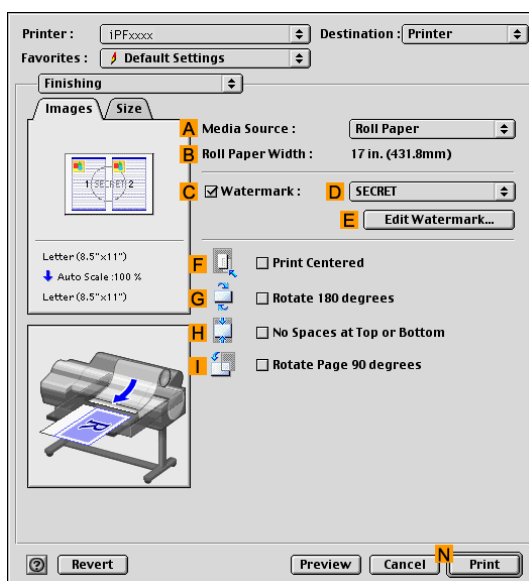 Printer : iPFxxxx Destination : Printer
Favorites : Default Settings
Finishing
Images Size
A Media Source : Roll Paper
B Roll Paper Width : 17 in. (431.8mm)
1 SECRET 2
C Watermark : D SECRET
E Edit Watermark...
Letter (8.5"x11")
Auto Scale :100 %
Letter (8.5"x11")
F Print Centered
G Rotate 180 degrees
H No Spaces at Top or Bottom
I Rotate Page 90 degrees
R
? Revert Preview Cancel N Print